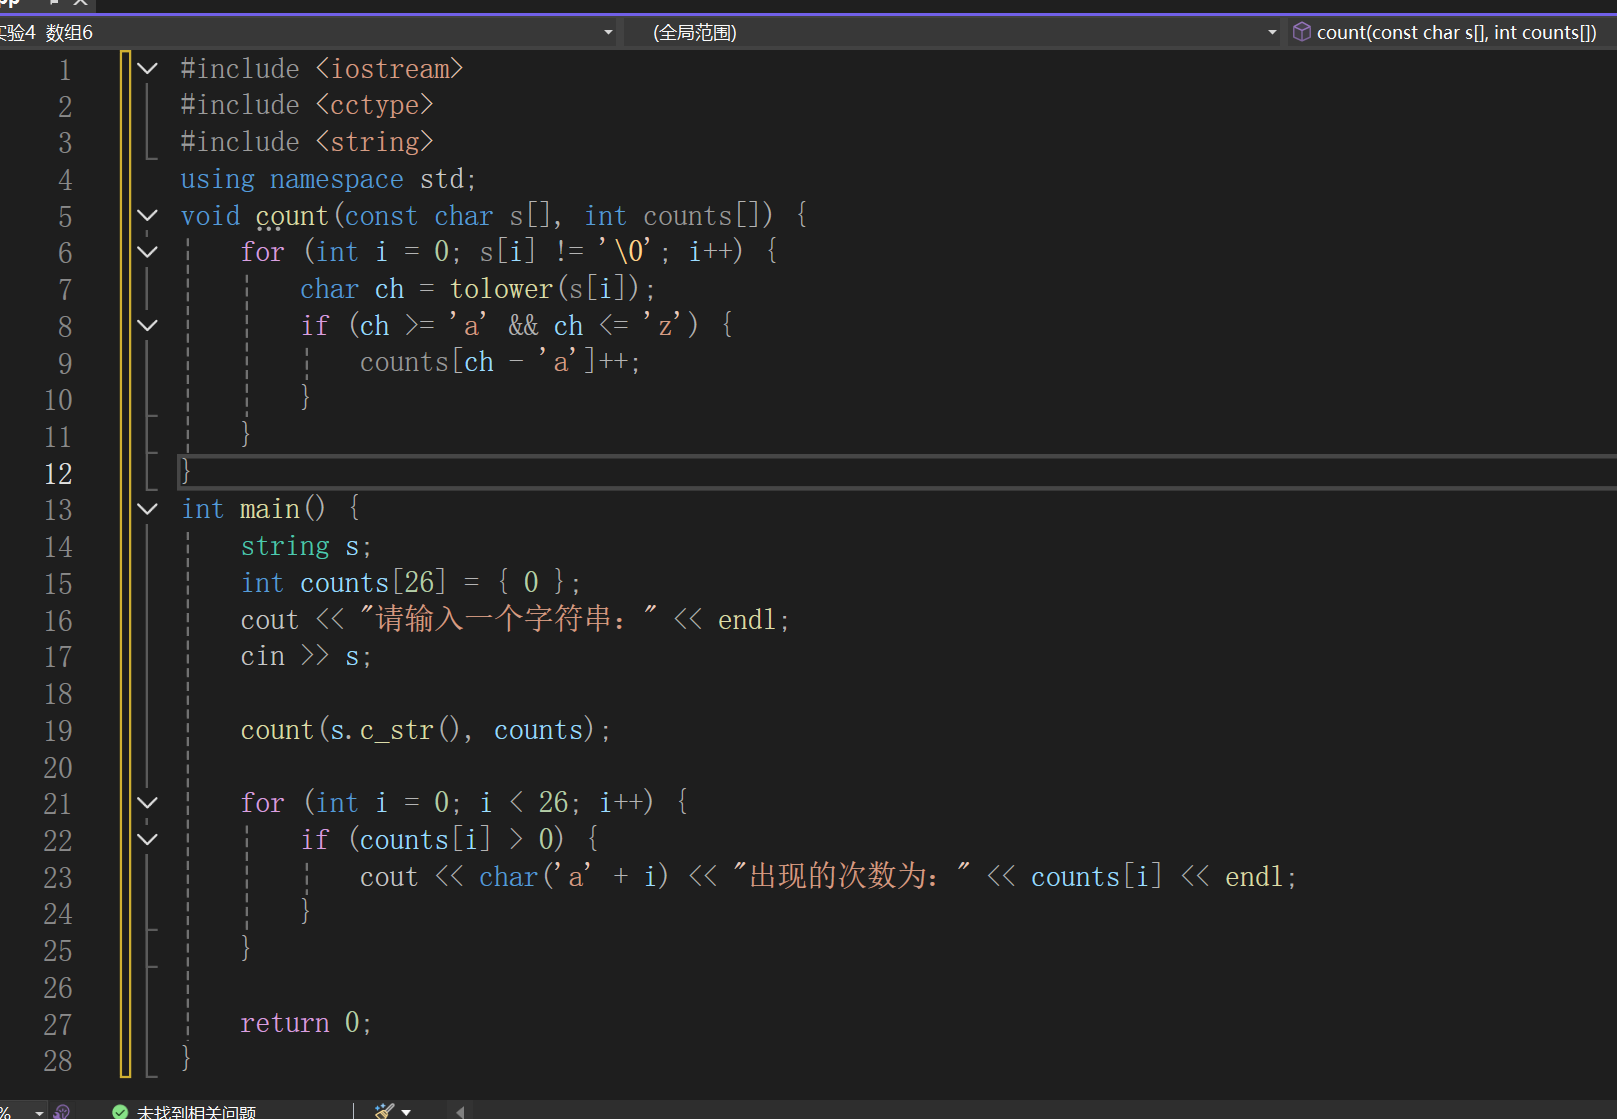 实验4 数组6 (全局范围) count(const char s[], int counts[])
1 #include <iostream>
2 #include <cctype>
3 #include <string>
4 using namespace std;
5 void count(const char s[], int counts[]) {
6 for (int i = 0; s[i] != '\0'; i++) {
7 char ch = tolower(s[i]);
8 if (ch >= 'a' && ch <= 'z') {
9 counts[ch - 'a']++;
10 }
11 }
12 }
13 int main() {
14 string s;
15 int counts[26] = { 0 };
16 cout << "请输入一个字符串：" << endl;
17 cin >> s;
18
19 count(s.c_str(), counts);
20
21 for (int i = 0; i < 26; i++) {
22 if (counts[i] > 0) {
23 cout << char('a' + i) << "出现的次数为：" << counts[i] << endl;
24 }
25 }
26
27 return 0;
28 }
% 未找到相关问题